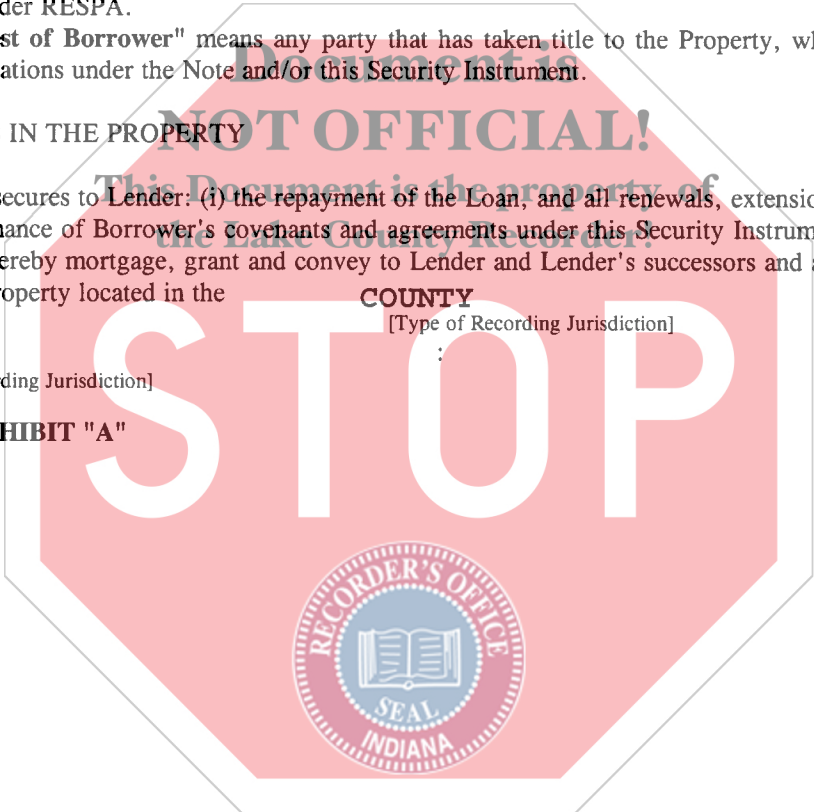 der RESPA.
st of Borrower" means any party that has taken title to the Property, wh
ations under the Note and/or this Security Instrument.
Document is
NOT OFFICIAL!
IN THE PROPERTY
This Document is the property of
the Lake County Recorder!
ecures to Lender: (i) the repayment of the Loan, and all renewals, extensio
ance of Borrower's covenants and agreements under this Security Instrum
ereby mortgage, grant and convey to Lender and Lender's successors and a
operty located in the COUNTY
[Type of Recording Jurisdiction]
:
ding Jurisdiction]
HIBIT "A"
STOP
RECORDER'S OFFICE
SEAL
INDIANA